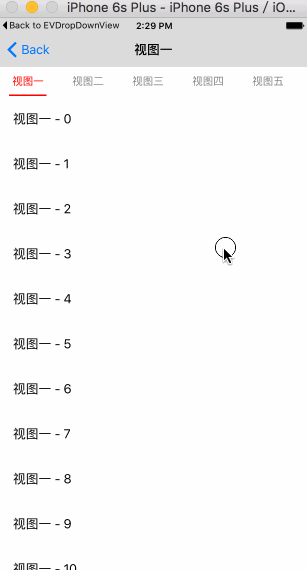 iPhone 6s Plus - iPhone 6s Plus / iO...
Back to EVDropDownView 2:29 PM
Back 视图一
视图一 视图二 视图三 视图四 视图五
视图一 - 0
视图一 - 1
视图一 - 2
视图一 - 3
视图一 - 4
视图一 - 5
视图一 - 6
视图一 - 7
视图一 - 8
视图一 - 9
视图一 - 10